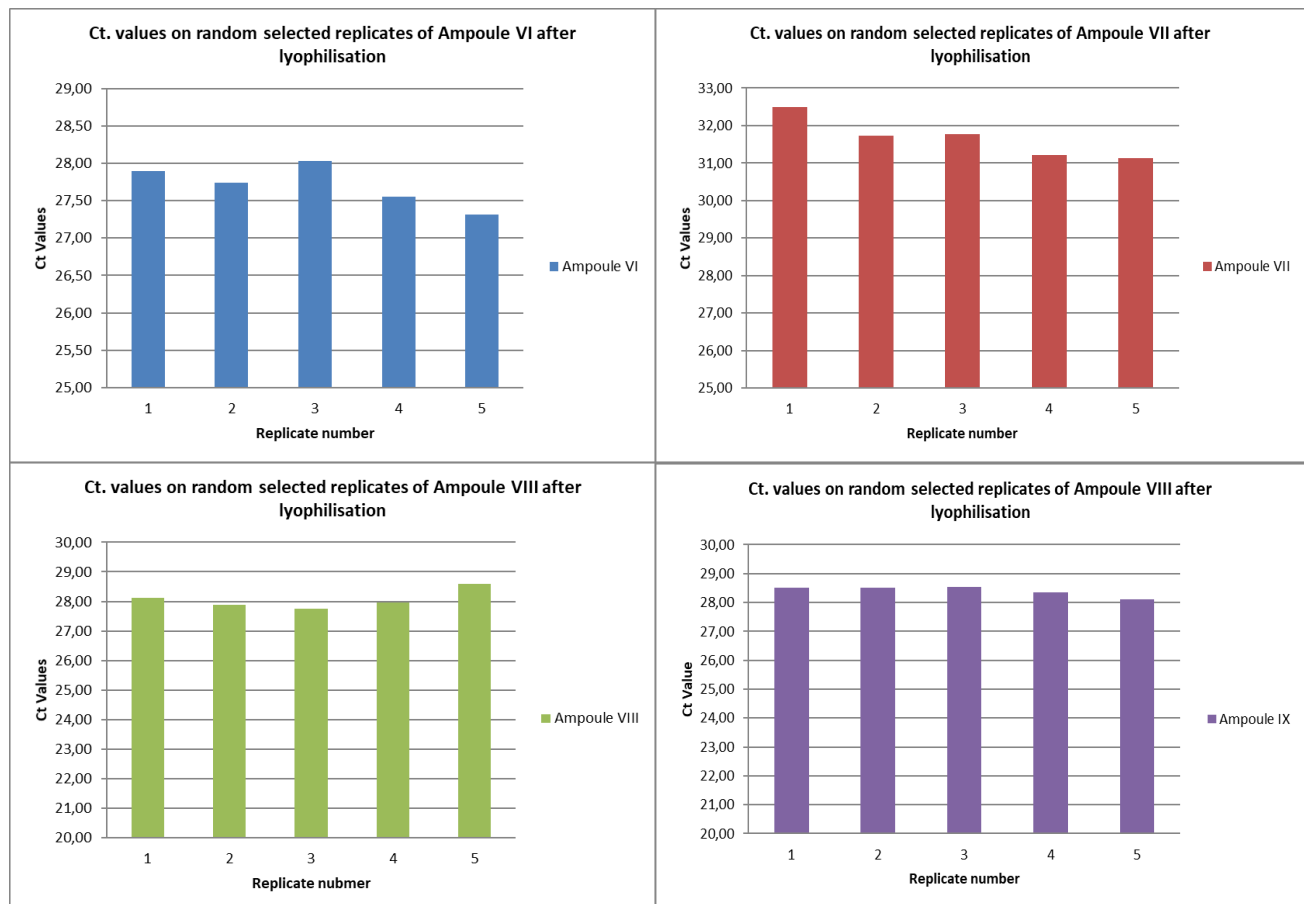 Ct. values on random selected replicates of Ampoule VI after
lyophilisation
29,00
28,50
28,00
27,50
27,00
26,50
26,00
25,50
25,00
Ct Values
1 2 3 4 5
Replicate number
Ampoule VI
Ct. values on random selected replicates of Ampoule VII after
lyophilisation
33,00
32,00
31,00
30,00
29,00
28,00
27,00
26,00
25,00
Ct Values
1 2 3 4 5
Replicate number
Ampoule VII
Ct. values on random selected replicates of Ampoule VIII after
lyophilisation
30,00
29,00
28,00
27,00
26,00
25,00
24,00
23,00
22,00
21,00
20,00
Ct Values
1 2 3 4 5
Replicate nubmer
Ampoule VIII
Ct. values on random selected replicates of Ampoule VIII after
lyophilisation
30,00
29,00
28,00
27,00
26,00
25,00
24,00
23,00
22,00
21,00
20,00
Ct Value
1 2 3 4 5
Replicate number
Ampoule IX